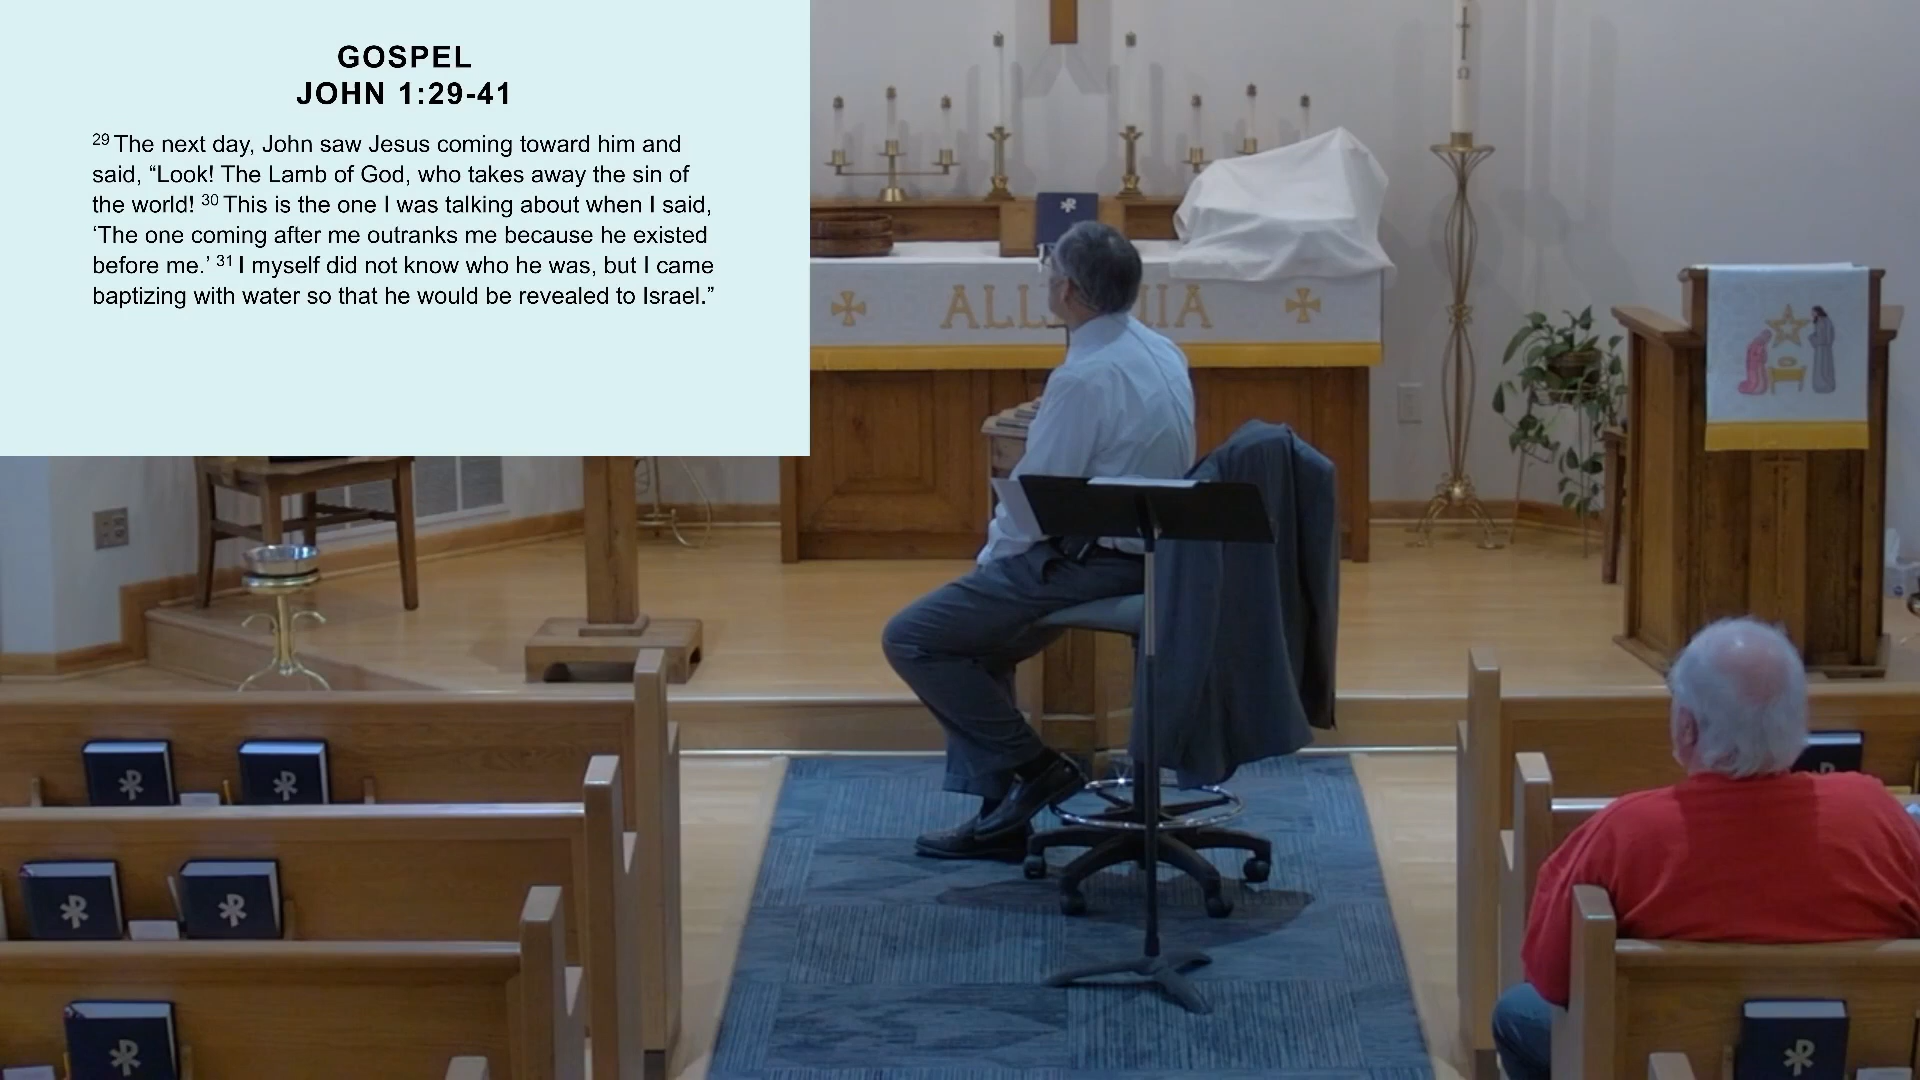 GOSPEL
JOHN 1:29-41
29 The next day, John saw Jesus coming toward him and
said, “Look! The Lamb of God, who takes away the sin of
the world! 30 This is the one I was talking about when I said,
‘The one coming after me outranks me because he existed
before me.’ 31 I myself did not know who he was, but I came
baptizing with water so that he would be revealed to Israel.”